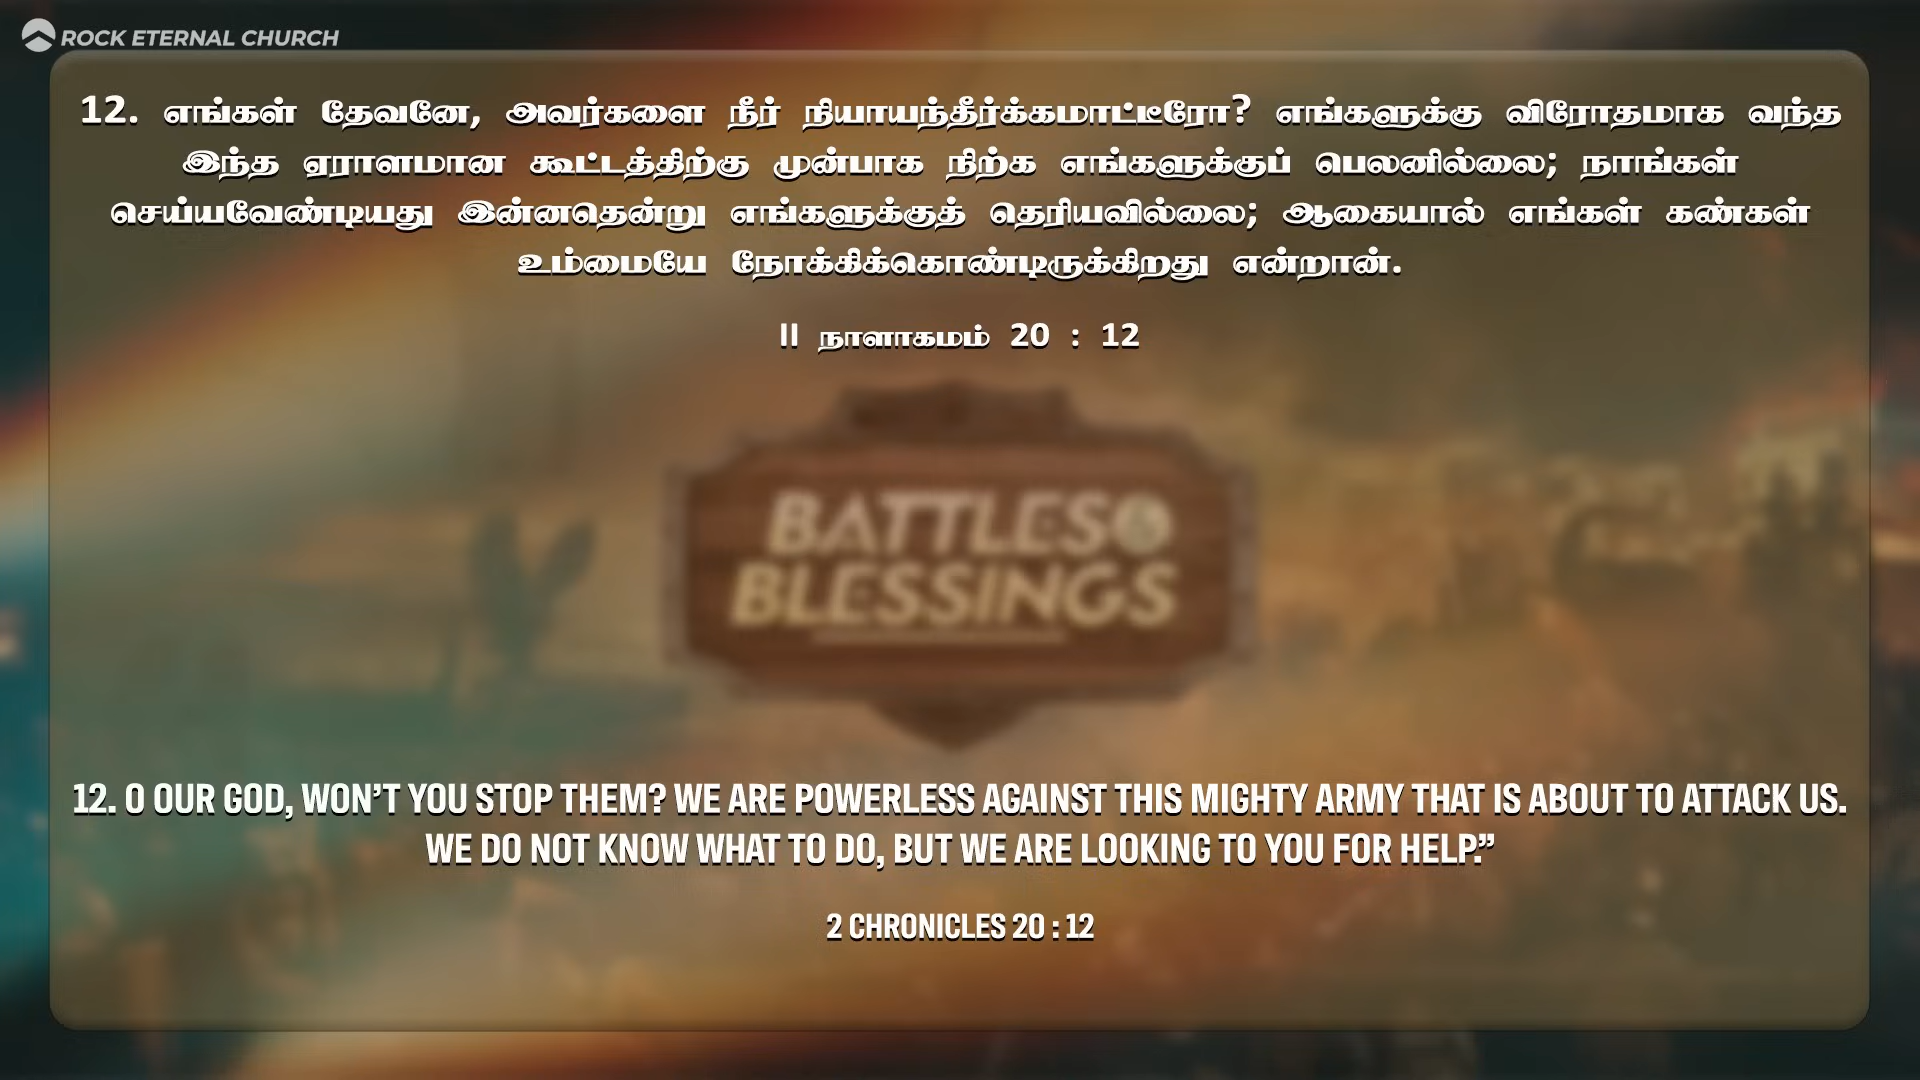 ROCK ETERNAL CHURCH
12. எங்கள் தேவனே, அவர்களை நீர் நியாயந்தீர்க்கமாட்டீரோ? எங்களுக்கு விரோதமாக வந்த
இந்த ஏராளமான கூட்டத்திற்கு முன்பாக நிற்க எங்களுக்குப் பெலனில்லை; நாங்கள்
செய்யவேண்டியது இன்னதென்று எங்களுக்குத் தெரியவில்லை; ஆகையால் எங்கள் கண்கள்
உம்மையே நோக்கிக்கொண்டிருக்கிறது என்றான்.
II நாளாகமம் 20 : 12
BATTLES
BLESSINGS
12. O OUR GOD, WON’T YOU STOP THEM? WE ARE POWERLESS AGAINST THIS MIGHTY ARMY THAT IS ABOUT TO ATTACK US.
WE DO NOT KNOW WHAT TO DO, BUT WE ARE LOOKING TO YOU FOR HELP.”
2 CHRONICLES 20 : 12